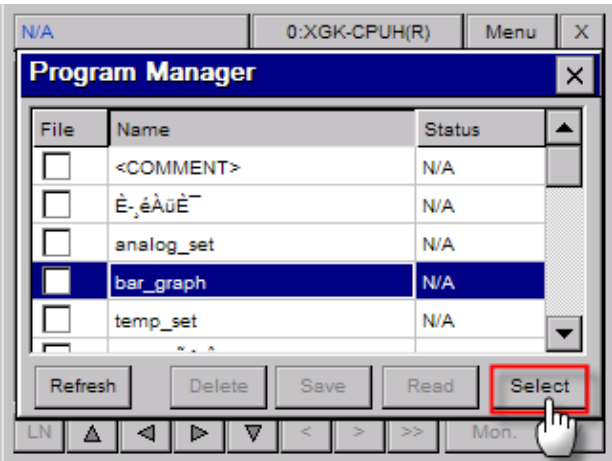 N/A 0:XGK-CPUH(R) Menu X
Program Manager
File Name Status
<COMMENT> N/A
È-¸éÀüÈ¯ N/A
analog_set N/A
bar_graph N/A
temp_set N/A
Refresh Delete Save Read Select
LN < > >> Mon.